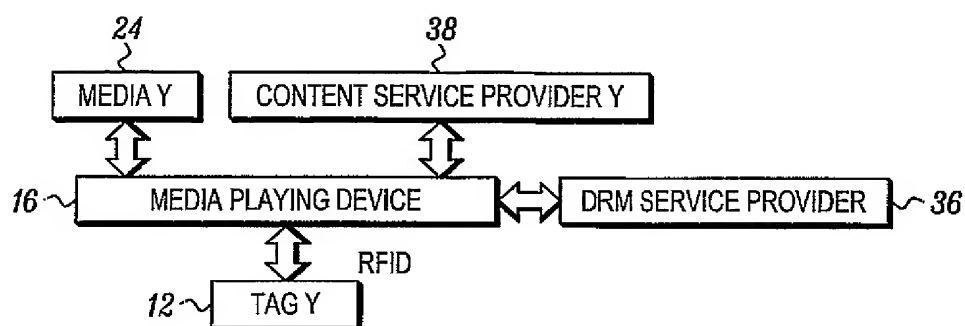 24
38
MEDIA Y
CONTENT SERVICE PROVIDER Y
16
MEDIA PLAYING DEVICE
DRM SERVICE PROVIDER
36
RFID
12
TAG Y